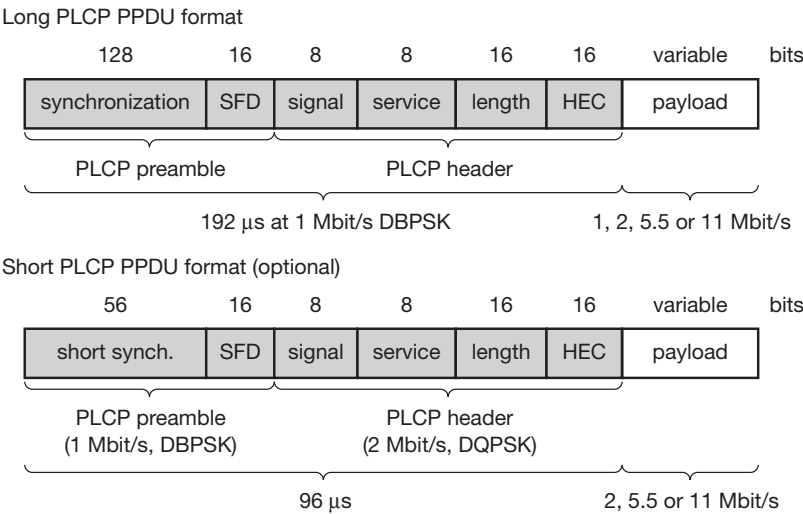 Long PLCP PPDU format
128 16 8 8 16 16 variable bits
synchronization SFD signal service length HEC payload
PLCP preamble PLCP header
192 µs at 1 Mbit/s DBPSK 1, 2, 5.5 or 11 Mbit/s
Short PLCP PPDU format (optional)
56 16 8 8 16 16 variable bits
short synch. SFD signal service length HEC payload
PLCP preamble PLCP header
(1 Mbit/s, DBPSK) (2 Mbit/s, DQPSK)
96 µs 2, 5.5 or 11 Mbit/s